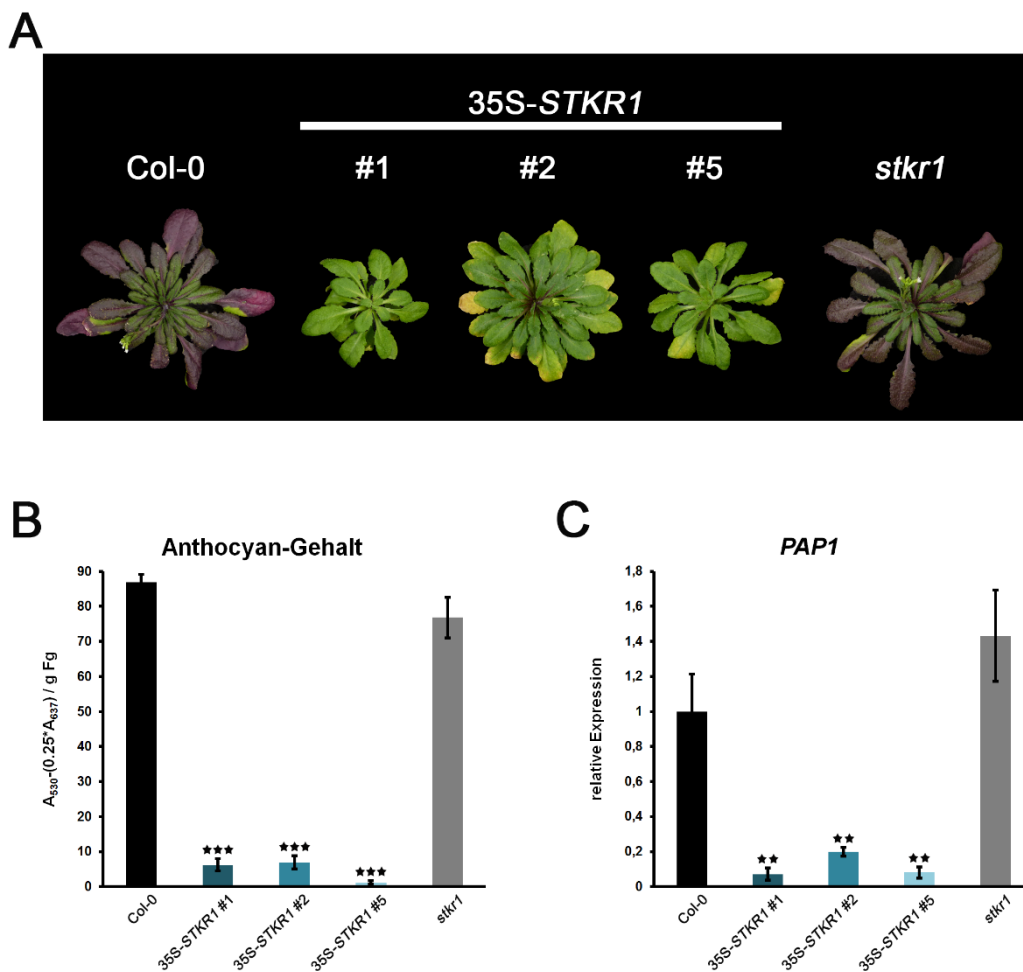 A
35S-STKR1
Col-0 #1 #2 #5 stkr1
B
Anthocyan-Gehalt
A530-(0.25*A637) / g Fg
90
80
70
60
50
40
30
20
10
0
★★★ ★★★ ★★★
Col-0 35S-STKR1 #1 35S-STKR1 #2 35S-STKR1 #5 stkr1
C
PAP1
relative Expression
1,8
1,6
1,4
1,2
1
0,8
0,6
0,4
0,2
0
★★ ★★ ★★
Col-0 35S-STKR1 #1 35S-STKR1 #2 35S-STKR1 #5 stkr1